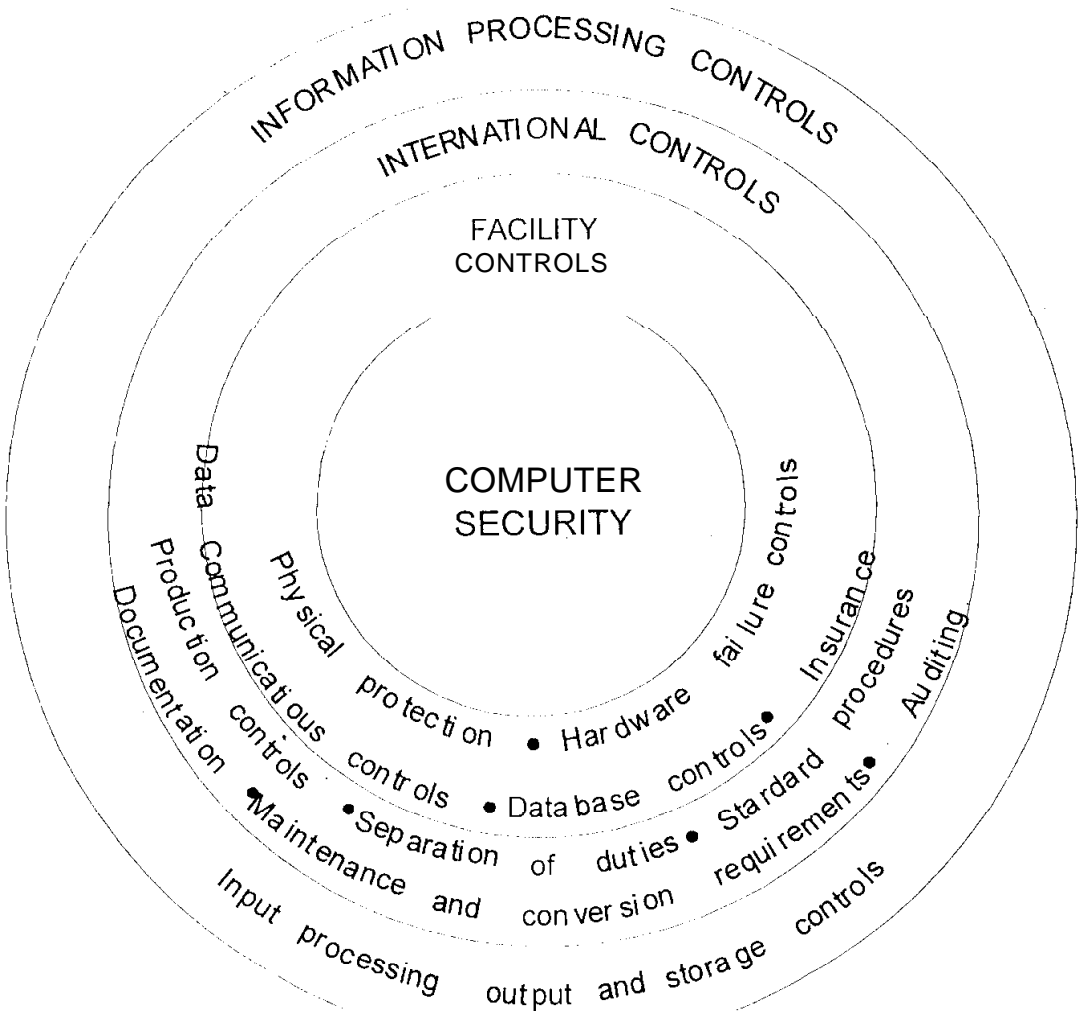 INFORMATION PROCESSING CONTROLS
INTERNATIONAL CONTROLS
FACILITY
CONTROLS
COMPUTER
SECURITY
Physical protection • Hardware failure controls
Data Communicatious controls • Database controls • Insurance
Production controls • Separation of duties • Stardard procedures
Documentation • Maintenance and conversion requirements • Auditing
Input processing output and storage controls